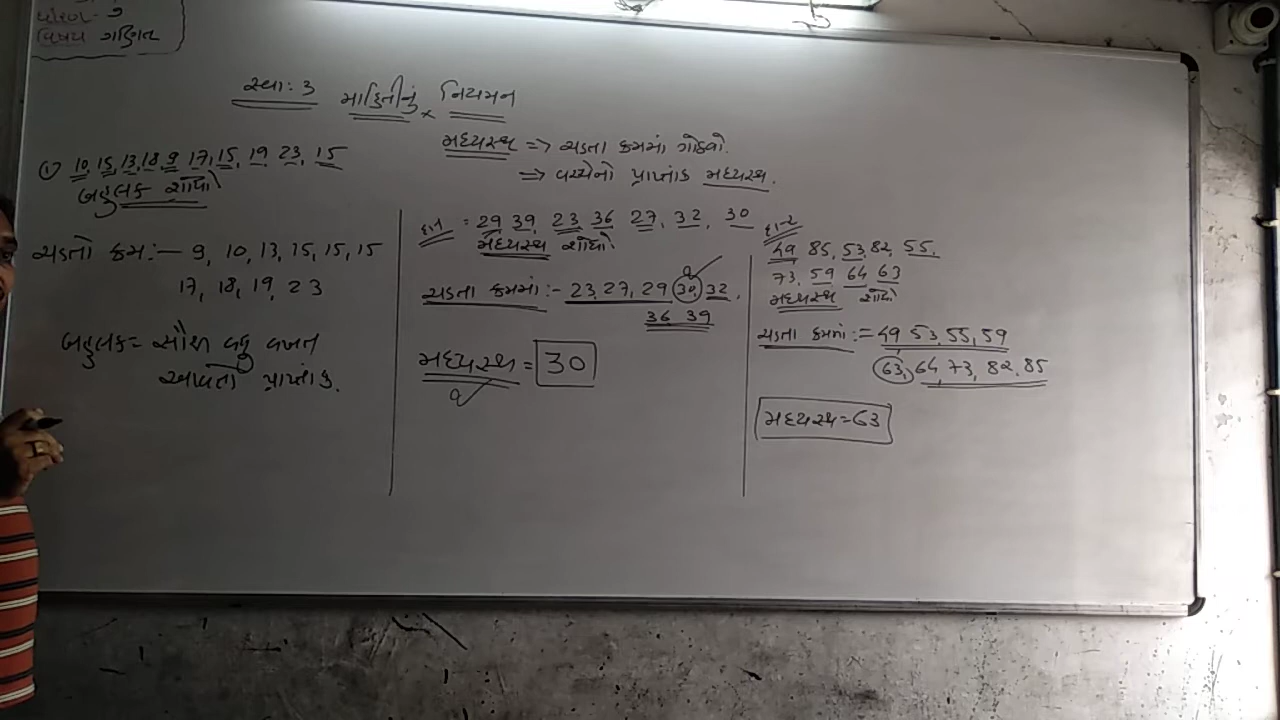 ધોરણ - ૭
વિષય ગણિત
સ્વા : 3 માહિતીનું નિયમન
① 10, 15, 13, 18, 9, 17, 15, 19 23, 15
બહુલક શોધો
ચડતો ક્રમ :- 9, 10, 13, 15, 15, 15
17, 18, 19, 23
બહુલક = સૌથી વધુ વખત
આવતો પ્રાપ્તાંક.
મધ્યસ્થ => ચડતા ક્રમમાં ગોઠવો.
=> વચ્ચેનો પ્રાપ્તાંક મધ્યસ્થ.
દા.1 = 29 39, 23, 36 27, 32, 30
મધ્યસ્થ શોધો
ચડતા ક્રમમાં :- 23, 27, 29 30 32,
36 39
મધ્યસ્થ = 30
દા-2
49, 85, 53, 82, 55.
73, 59 64 63
મધ્યસ્થ શોધો
ચડતા ક્રમમાં := 49, 53, 55, 59
63, 64, 73, 82, 85
મધ્યસ્થ = 63